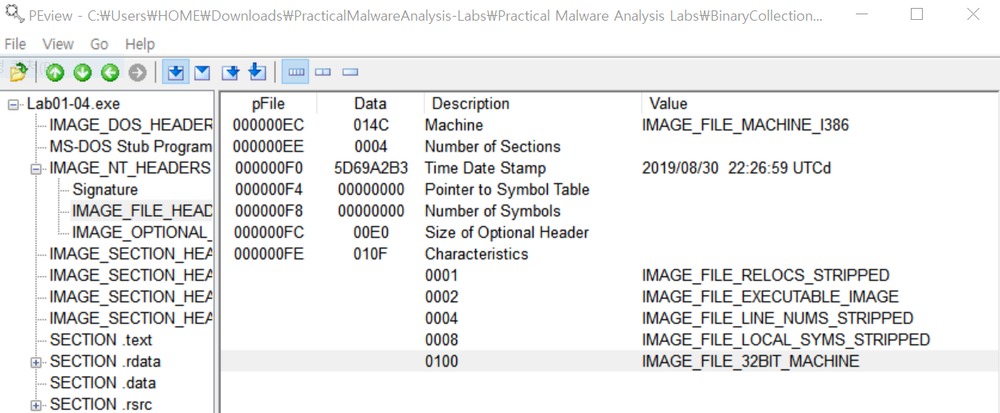 PEview - C:₩Users₩HOME₩Downloads₩PracticalMalwareAnalysis-Labs₩Practical Malware Analysis Labs₩BinaryCollection...
File View Go Help
Lab01-04.exe
IMAGE_DOS_HEADER
MS-DOS Stub Program
IMAGE_NT_HEADERS
Signature
IMAGE_FILE_HEAD
IMAGE_OPTIONAL_
IMAGE_SECTION_HEA
IMAGE_SECTION_HEA
IMAGE_SECTION_HEA
IMAGE_SECTION_HEA
SECTION .text
SECTION .rdata
SECTION .data
SECTION .rsrc
pFile Data Description Value
000000EC 014C Machine IMAGE_FILE_MACHINE_I386
000000EE 0004 Number of Sections
000000F0 5D69A2B3 Time Date Stamp 2019/08/30 22:26:59 UTCd
000000F4 00000000 Pointer to Symbol Table
000000F8 00000000 Number of Symbols
000000FC 00E0 Size of Optional Header
000000FE 010F Characteristics
0001 IMAGE_FILE_RELOCS_STRIPPED
0002 IMAGE_FILE_EXECUTABLE_IMAGE
0004 IMAGE_FILE_LINE_NUMS_STRIPPED
0008 IMAGE_FILE_LOCAL_SYMS_STRIPPED
0100 IMAGE_FILE_32BIT_MACHINE